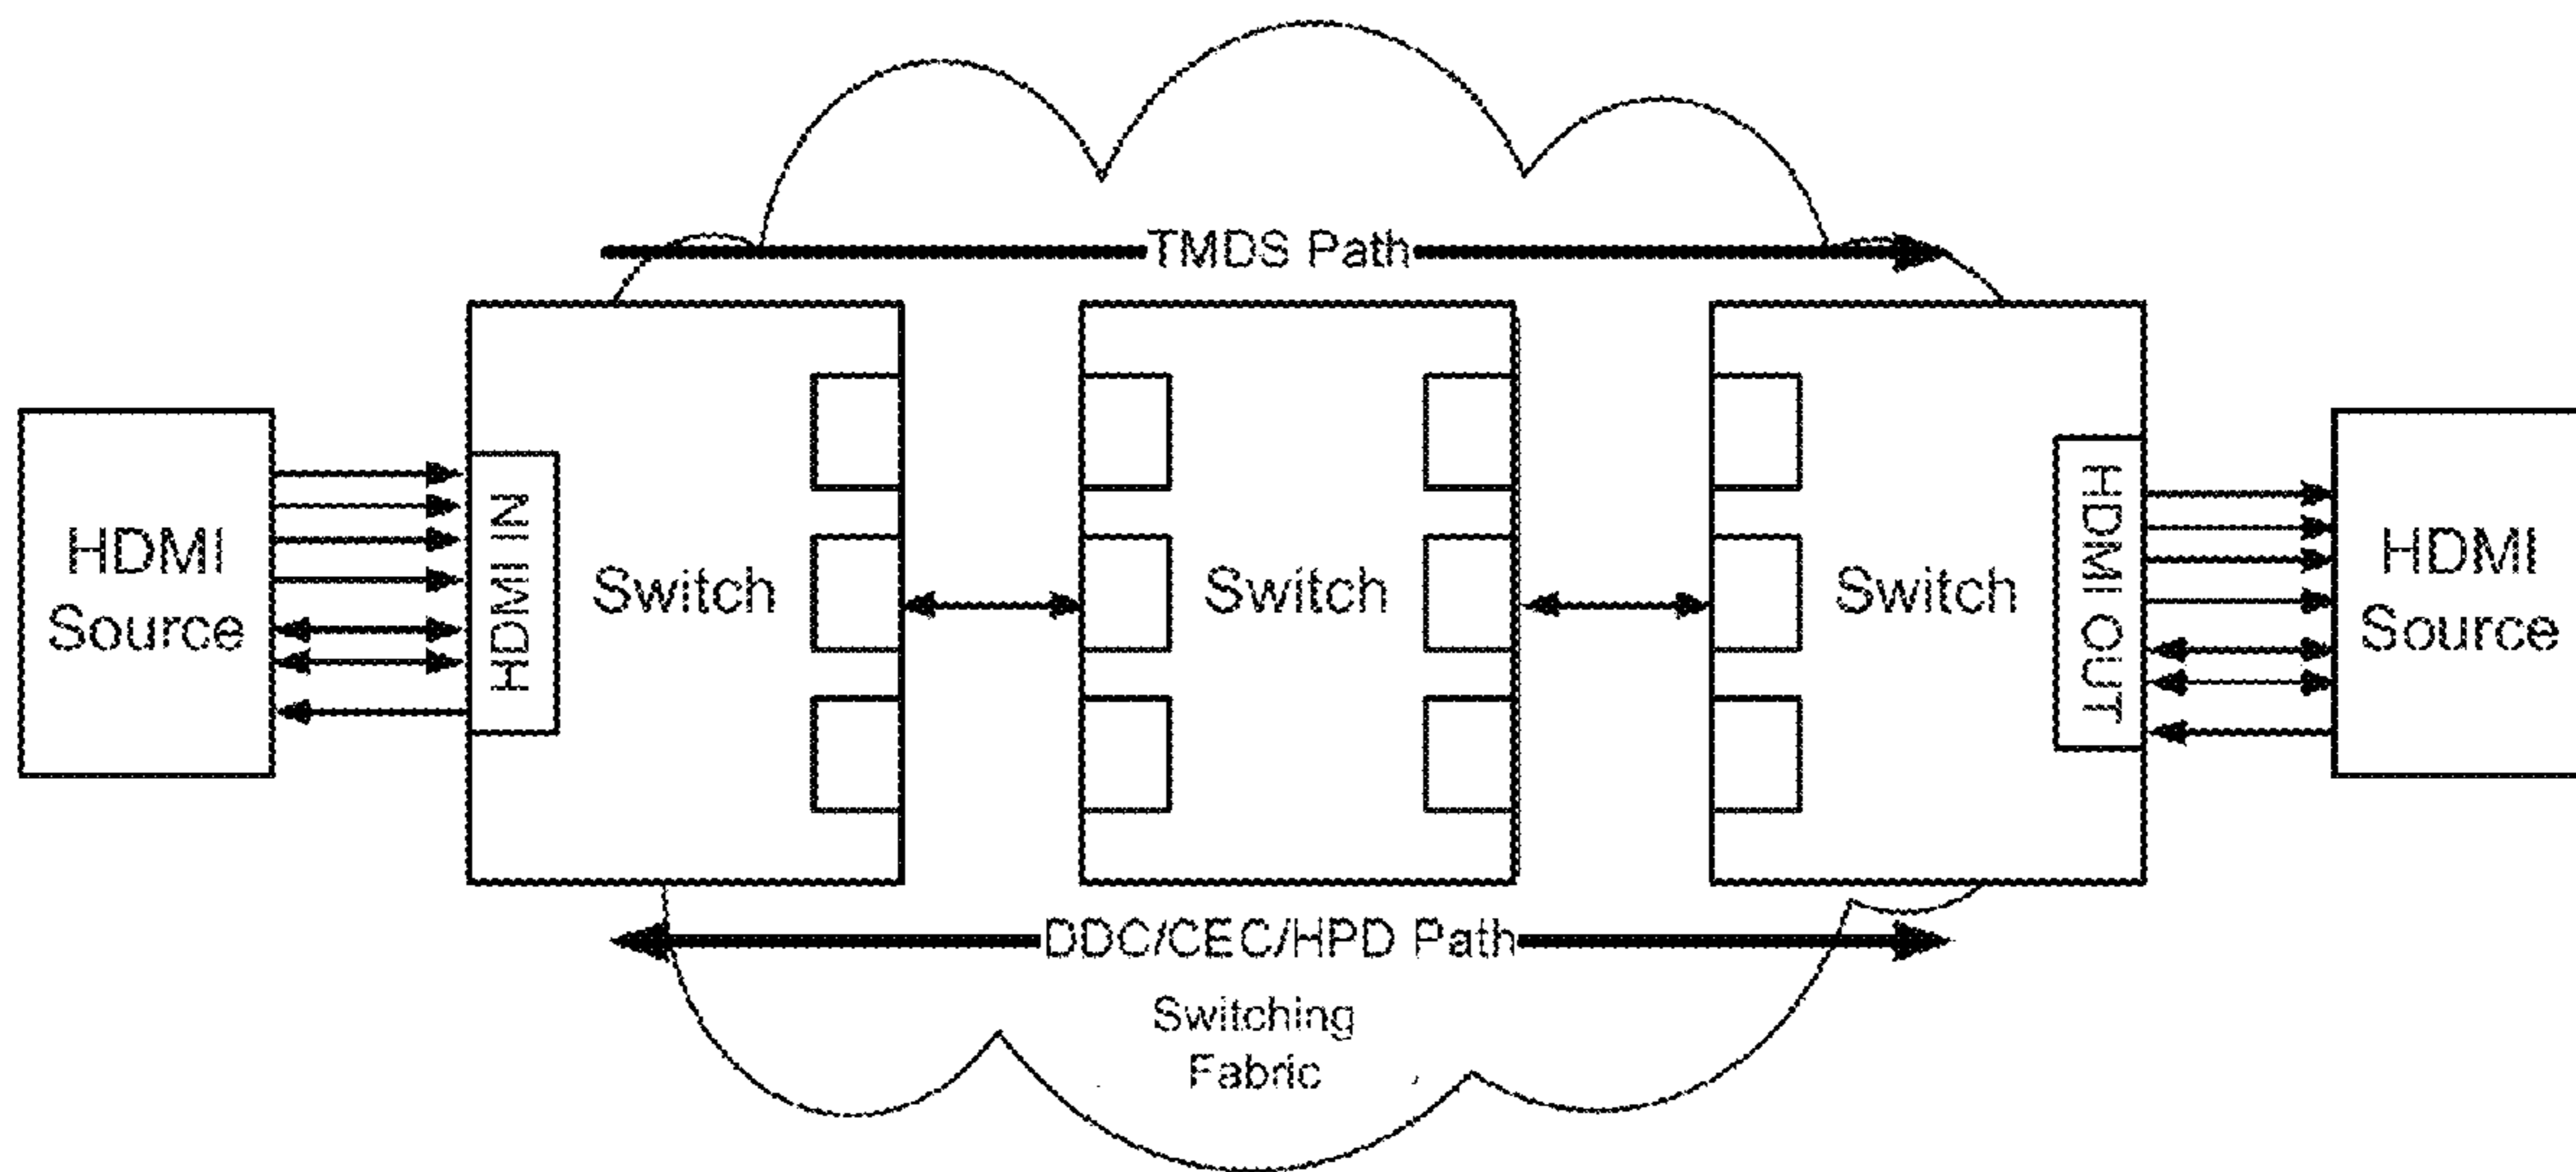 TMDS Path
HDMI
Source
HDMI IN
Switch
Switch
Switch
HDMI OUT
HDMI
Source
DDC/CEC/HPD Path
Switching
Fabric